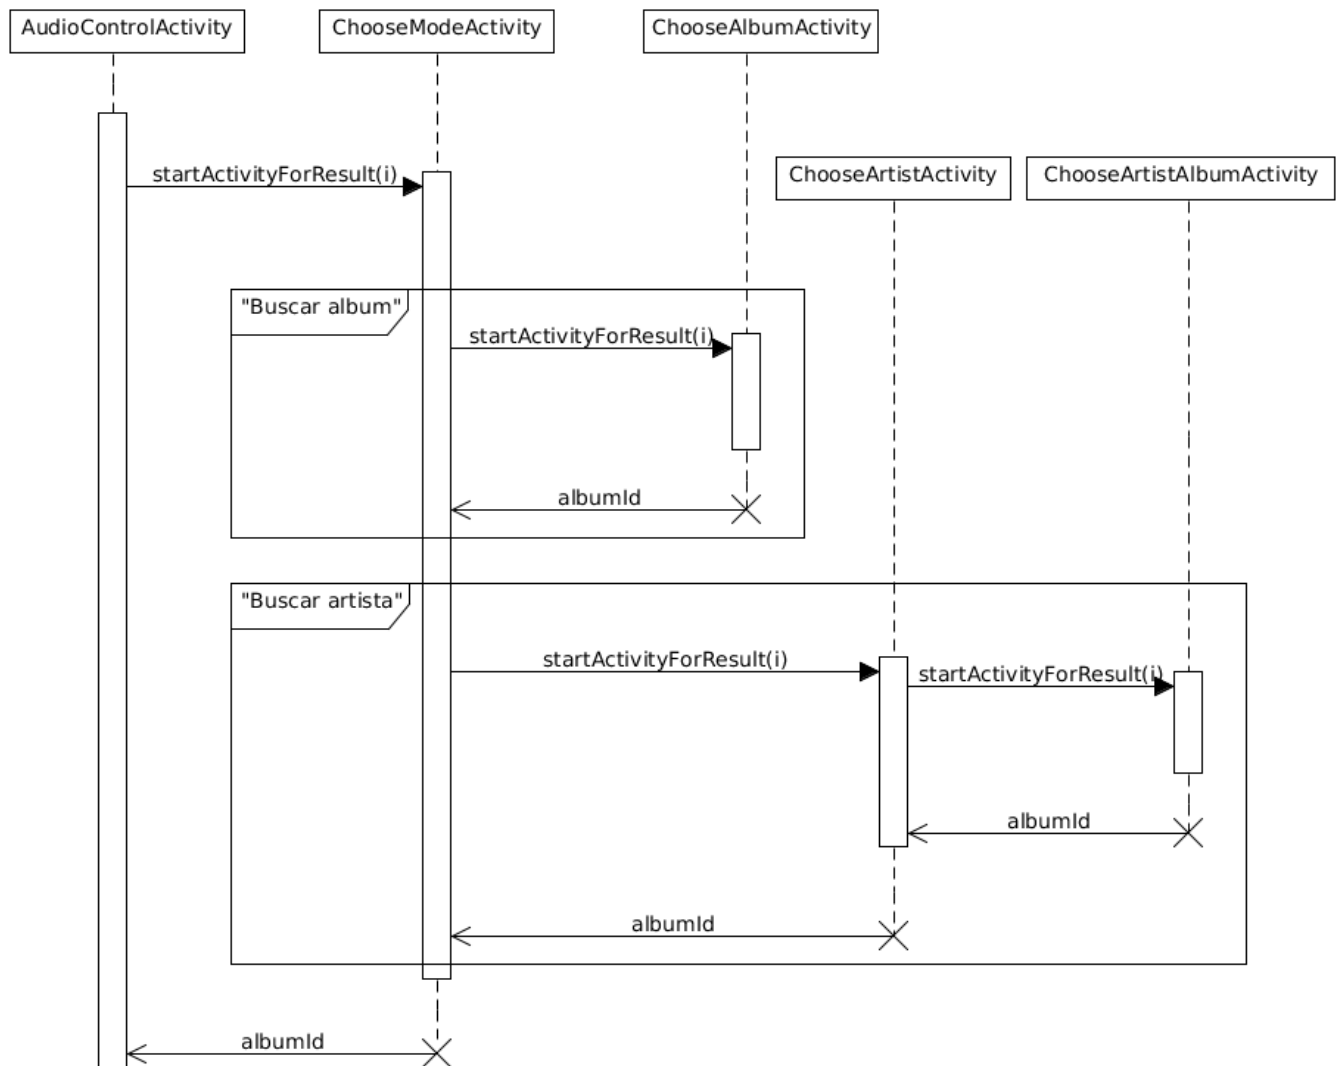 AudioControlActivity
ChooseModeActivity
ChooseAlbumActivity
startActivityForResult(i)
ChooseArtistActivity
ChooseArtistAlbumActivity
"Buscar album"
startActivityForResult(i)
albumId
"Buscar artista"
startActivityForResult(i)
startActivityForResult(i)
albumId
albumId
albumId